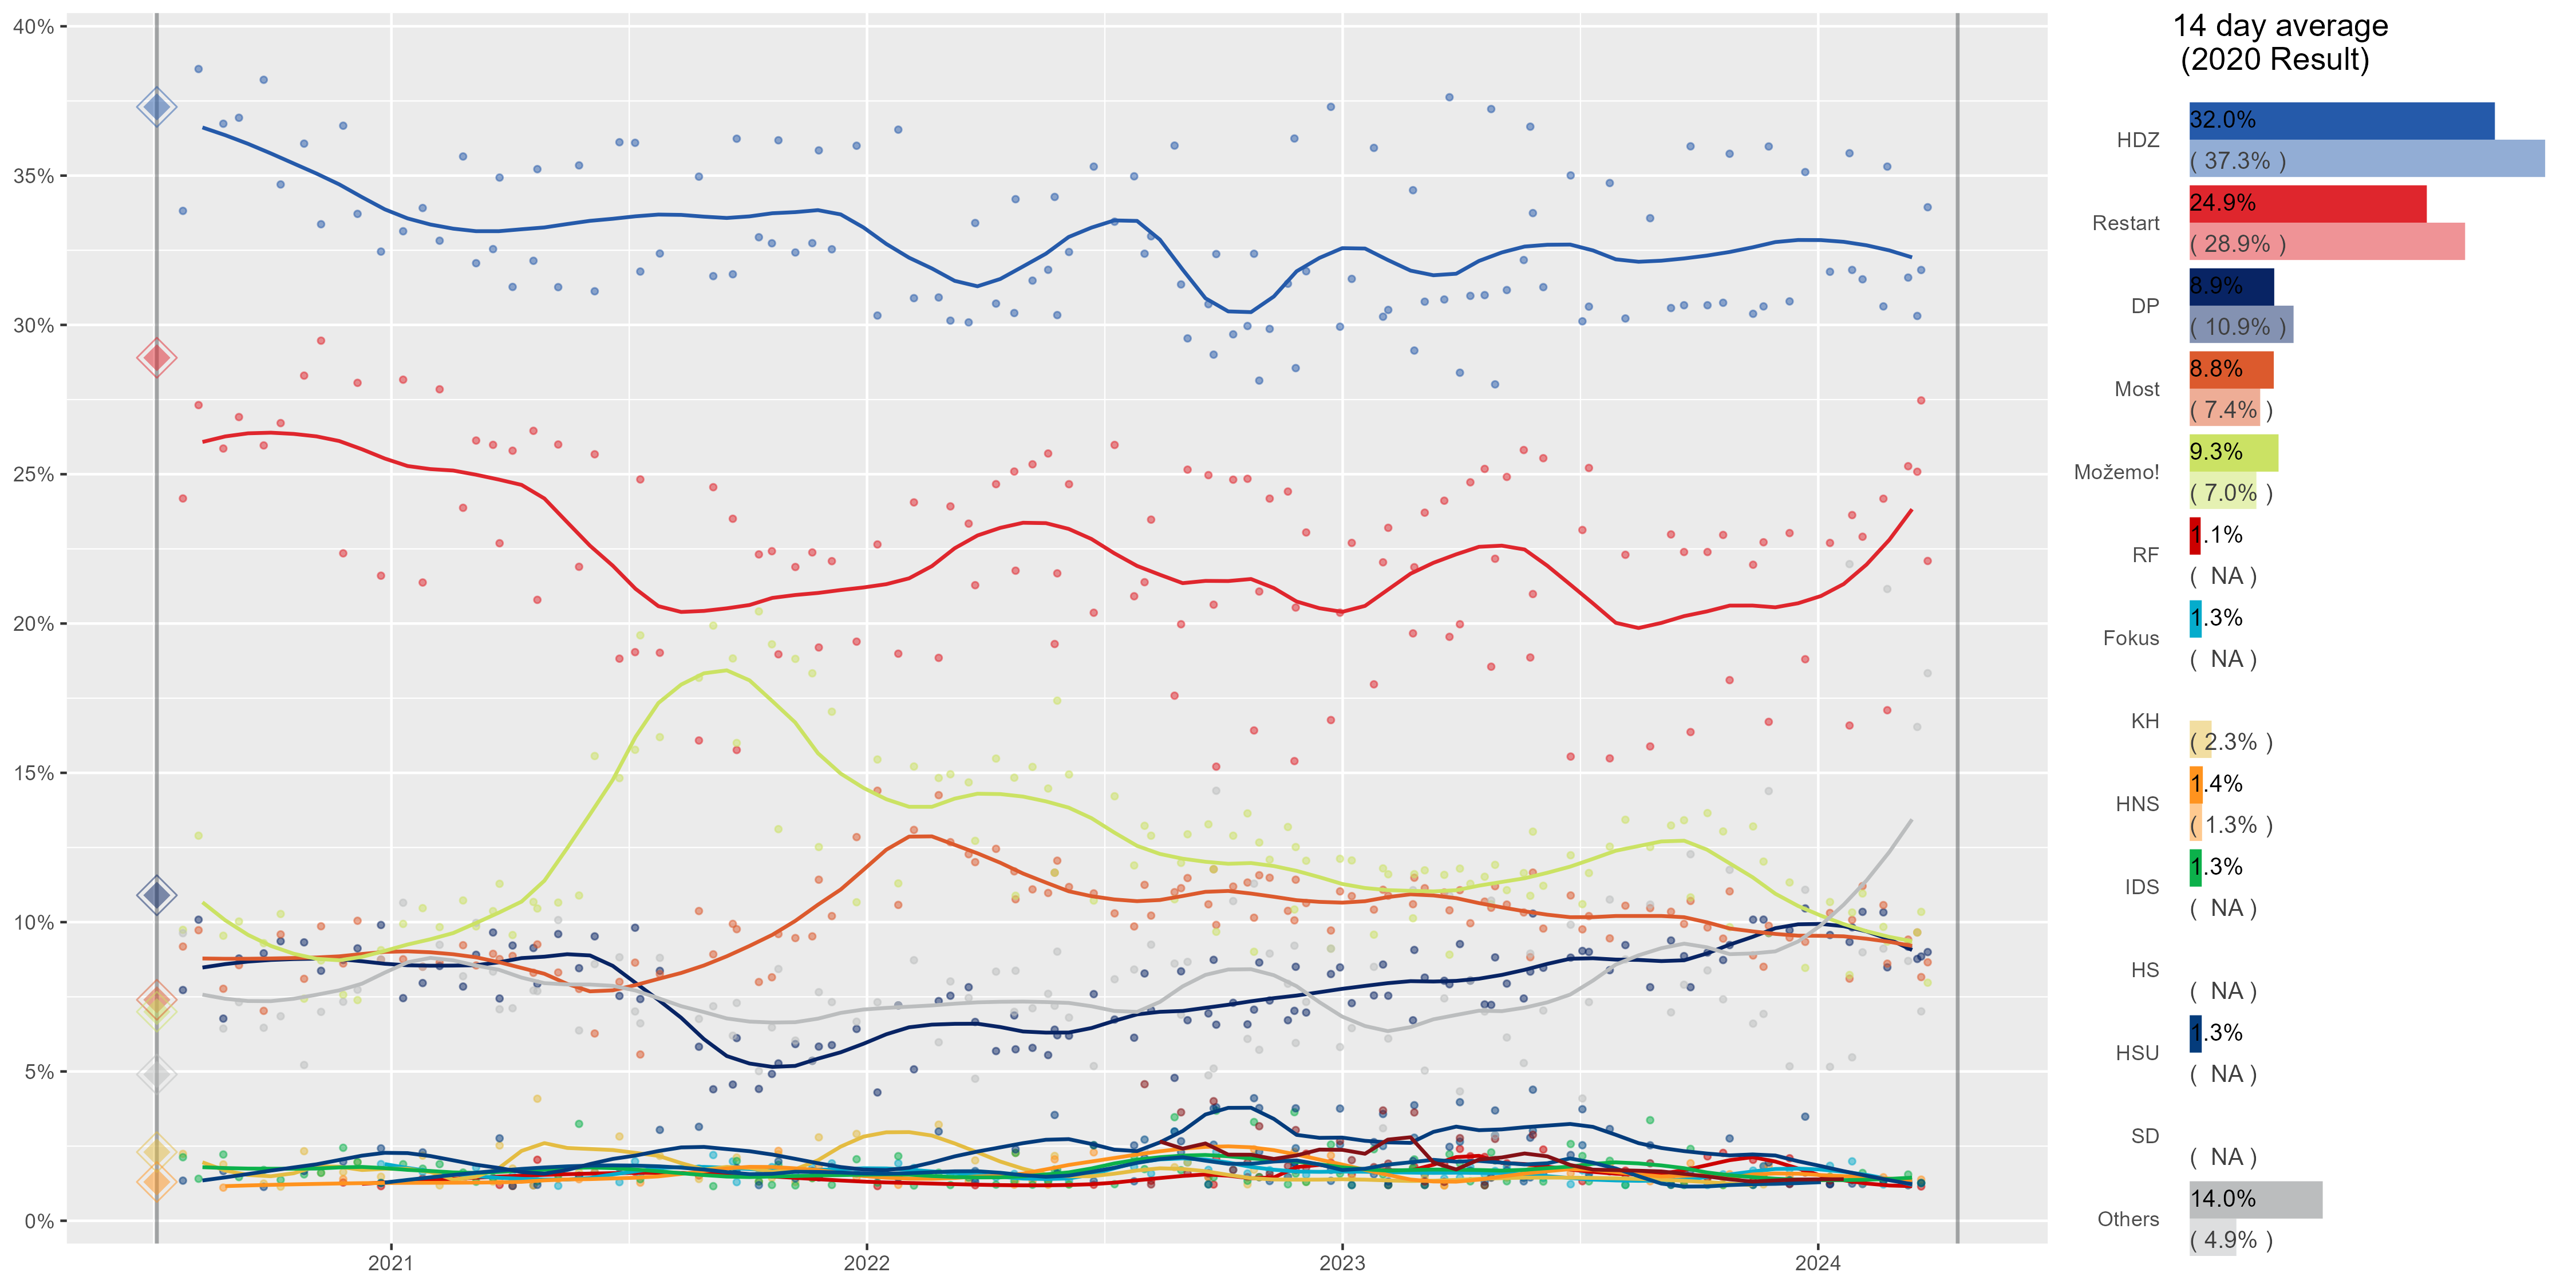 40%
35%
30%
25%
20%
15%
10%
5%
0%
2021
2022
2023
2024
14 day average
(2020 Result)
HDZ
32.0%
( 37.3% )
Restart
24.9%
( 28.9% )
DP
8.9%
( 10.9% )
Most
8.8%
( 7.4% )
Možemo!
9.3%
( 7.0% )
RF
1.1%
( NA )
Fokus
1.3%
( NA )
KH
( 2.3% )
HNS
1.4%
( 1.3% )
IDS
1.3%
( NA )
HS
( NA )
HSU
1.3%
( NA )
SD
( NA )
Others
14.0%
( 4.9% )